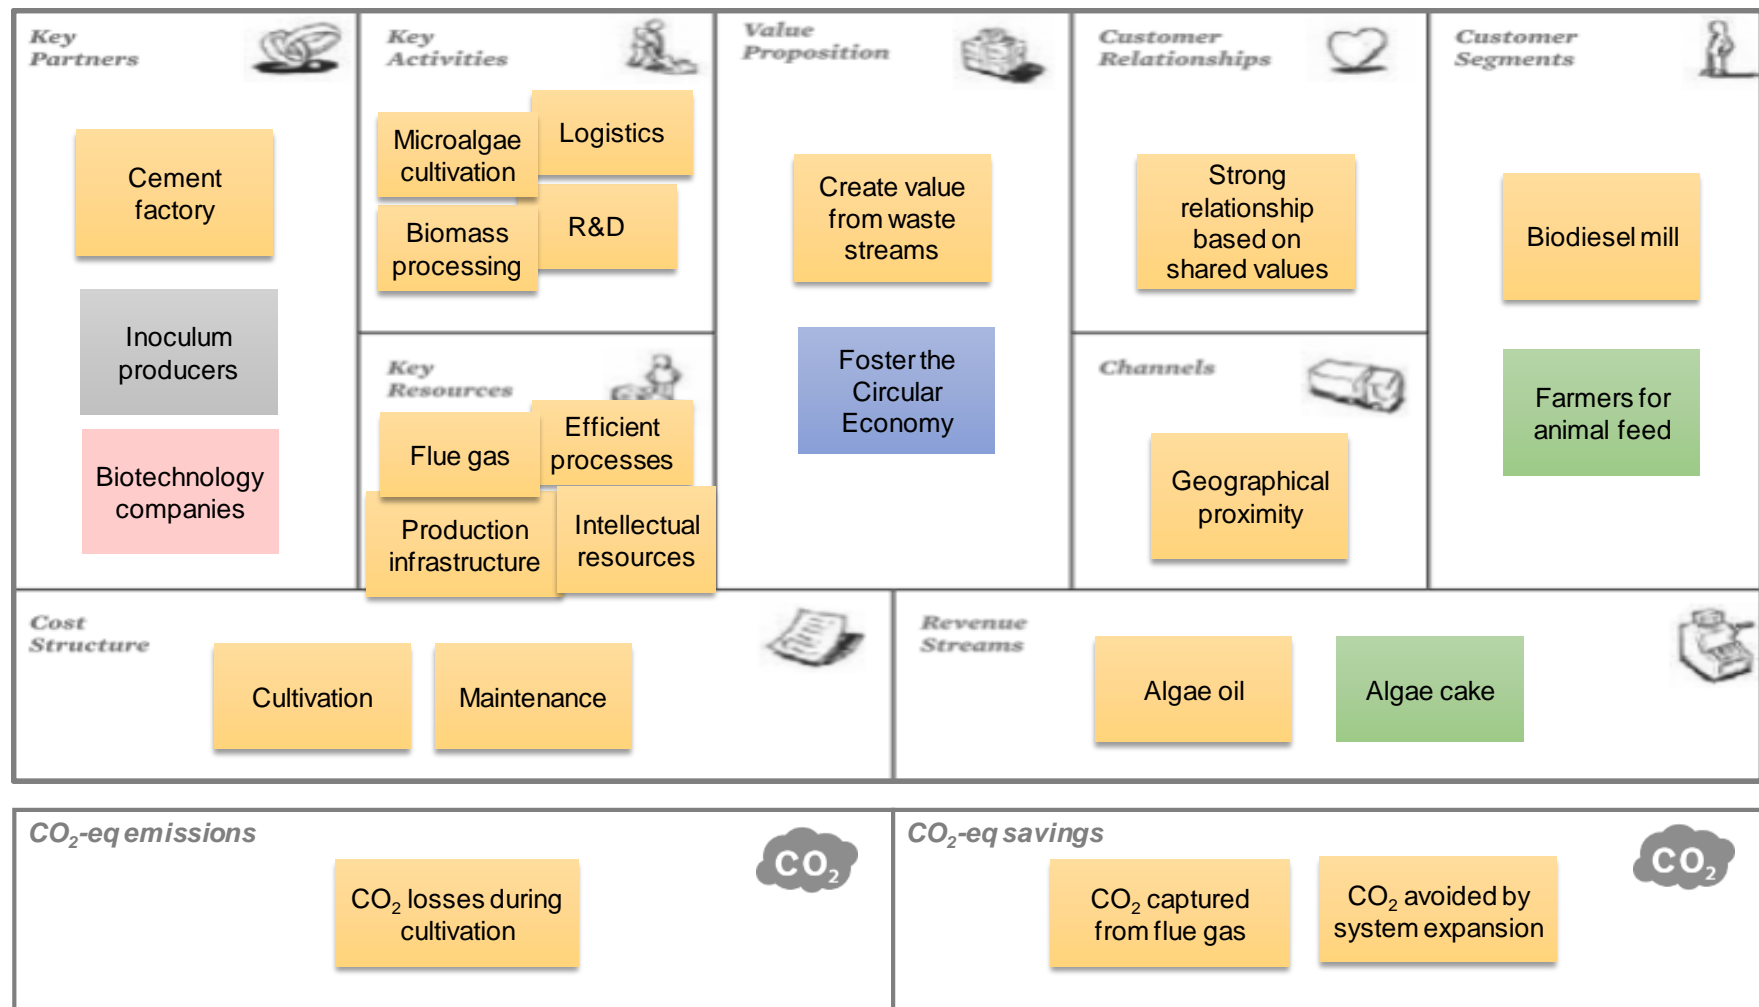 Key
Partners
Cement
factory
Inoculum
producers
Biotechnology
companies
Key
Activities
Microalgae
cultivation
Logistics
Biomass
processing
R&D
Key
Resources
Flue gas
Efficient
processes
Production
infrastructure
Intellectual
resources
Value
Proposition
Create value
from waste
streams
Foster the
Circular
Economy
Customer
Relationships
Strong
relationship
based on
shared values
Channels
Geographical
proximity
Customer
Segments
Biodiesel mill
Farmers for
animal feed
Cost
Structure
Cultivation
Maintenance
Revenue
Streams
Algae oil
Algae cake
CO₂-eq emissions
CO₂
CO₂ losses during
cultivation
CO₂-eq savings
CO₂
CO₂ captured
from flue gas
CO₂ avoided by
system expansion